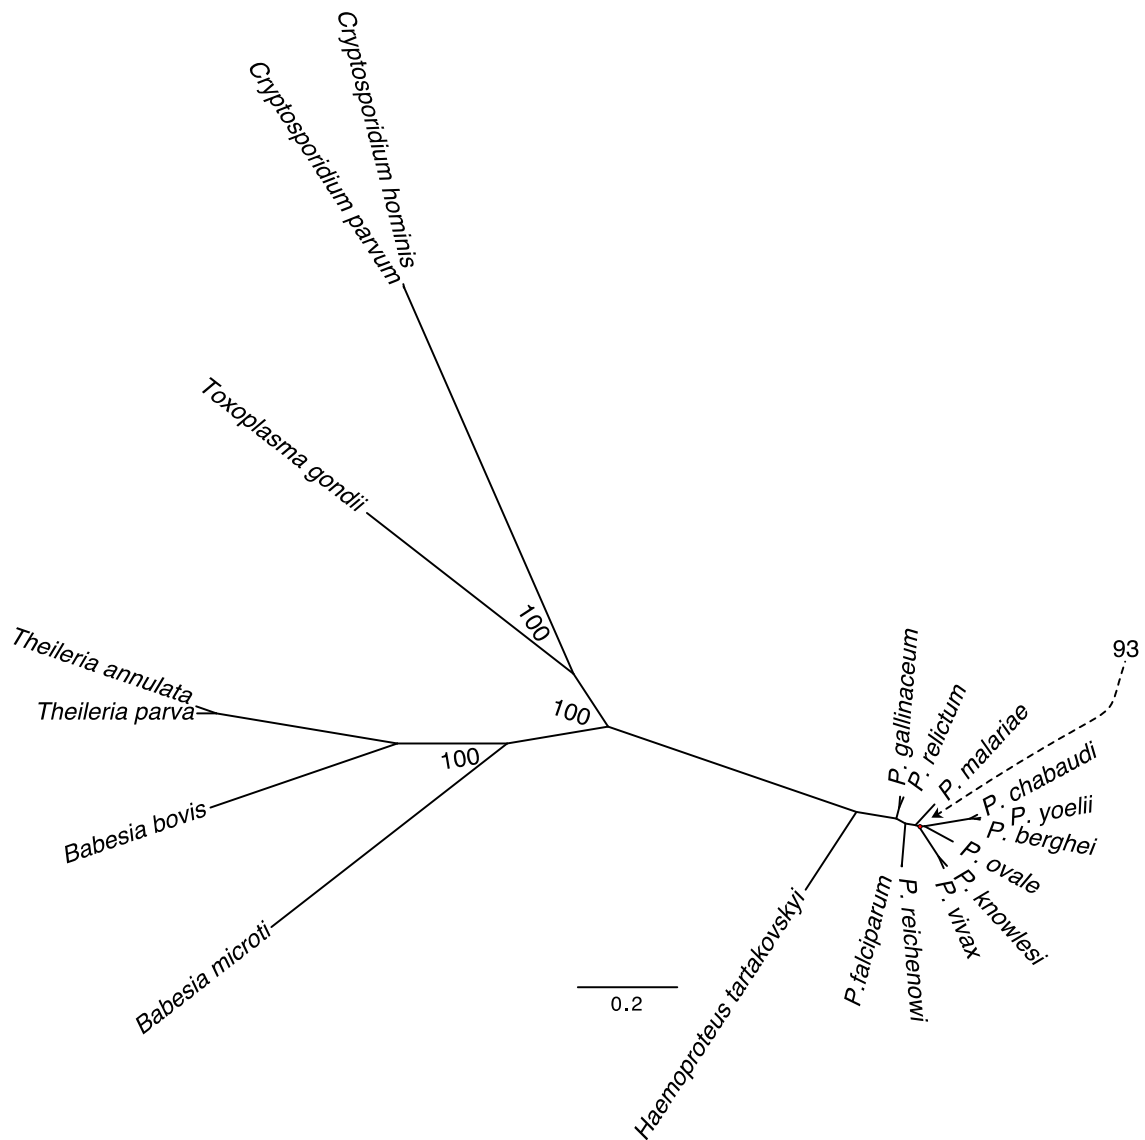 Cryptosporidium hominis
Cryptosporidium parvum
Toxoplasma gondii
100
Theileria annulata
Theileria parva
100
100
Babesia bovis
Babesia microti
P. gallinaceum
P. relictum
P. malariae
93
P. chabaudi
P. yoelii
P. berghei
P. ovale
P. knowlesi
P. vivax
P. reichenowi
P.falciparum
Haemoproteus tartakovskyi
0.2